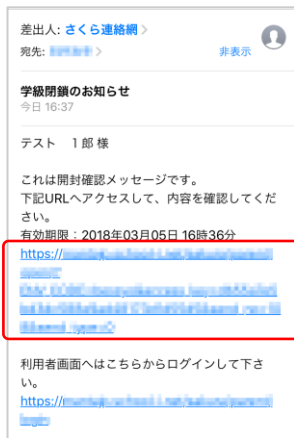 差出人: さくら連絡網 >
宛先: >
非表示
学級閉鎖のお知らせ
今日 16:37
テスト　1郎 様
これは開封確認メッセージです。
下記URLへアクセスして、内容を確認してくだ
さい。
有効期限：2018年03月05日 16時36分
https://
利用者画面へはこちらからログインして下さ
い。
https://